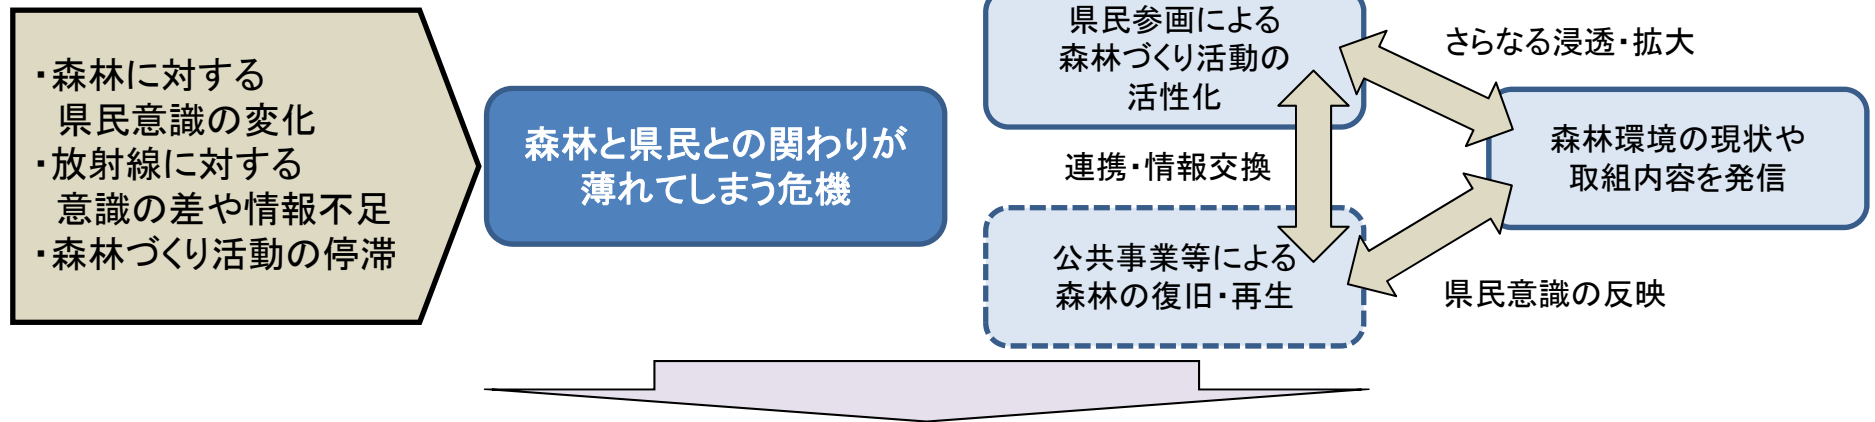 ・森林に対する
県民意識の変化
・放射線に対する
意識の差や情報不足
・森林づくり活動の停滞
森林と県民との関わりが
薄れてしまう危機
県民参画による
森林づくり活動の
活性化
さらなる浸透・拡大
連携・情報交換
森林環境の現状や
取組内容を発信
公共事業等による
森林の復旧・再生
県民意識の反映